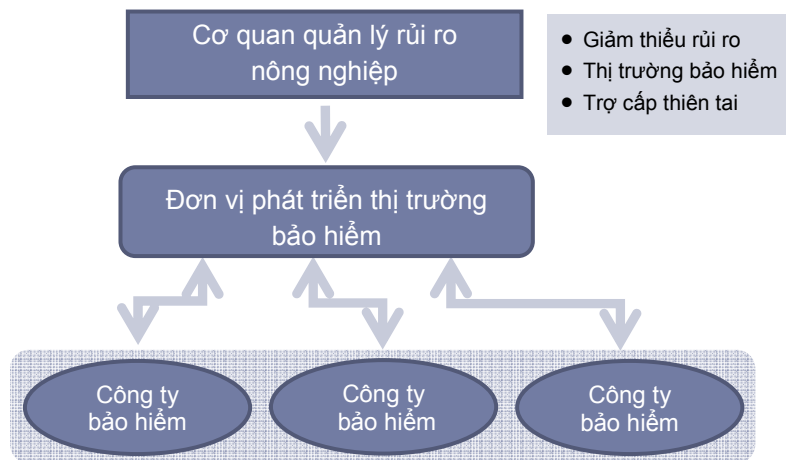 Cơ quan quản lý rủi ro
nông nghiệp
• Giảm thiểu rủi ro
• Thị trường bảo hiểm
• Trợ cấp thiên tai
Đơn vị phát triển thị trường
bảo hiểm
Công ty
bảo hiểm
Công ty
bảo hiểm
Công ty
bảo hiểm